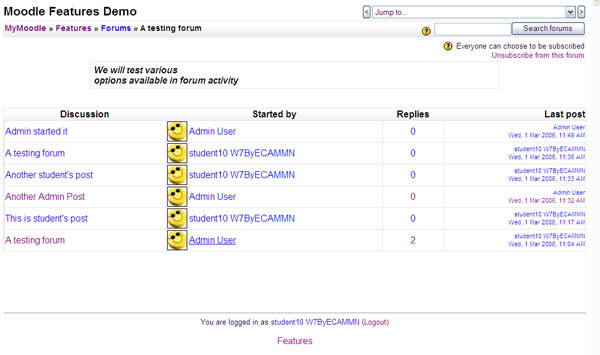 Moodle Features Demo
< Jump to... >
MyMoodle » Features » Forums » A testing forum
? Search forums
? Everyone can choose to be subscribed
Unsubscribe from this forum
We will test various
options available in forum activity
Discussion Started by Replies Last post
Admin started it Admin User 0 Admin User
Wed, 1 Mar 2006, 11:49 AM
A testing forum student10 W7ByECAMMN 0 student10 W7ByECAMMN
Wed, 1 Mar 2006, 11:36 AM
Another student's post student10 W7ByECAMMN 0 student10 W7ByECAMMN
Wed, 1 Mar 2006, 11:33 AM
Another Admin Post Admin User 0 Admin User
Wed, 1 Mar 2006, 11:32 AM
This is student's post student10 W7ByECAMMN 0 student10 W7ByECAMMN
Wed, 1 Mar 2006, 11:17 AM
A testing forum Admin User 2 student10 W7ByECAMMN
Wed, 1 Mar 2006, 11:04 AM
You are logged in as student10 W7ByECAMMN (Logout)
Features